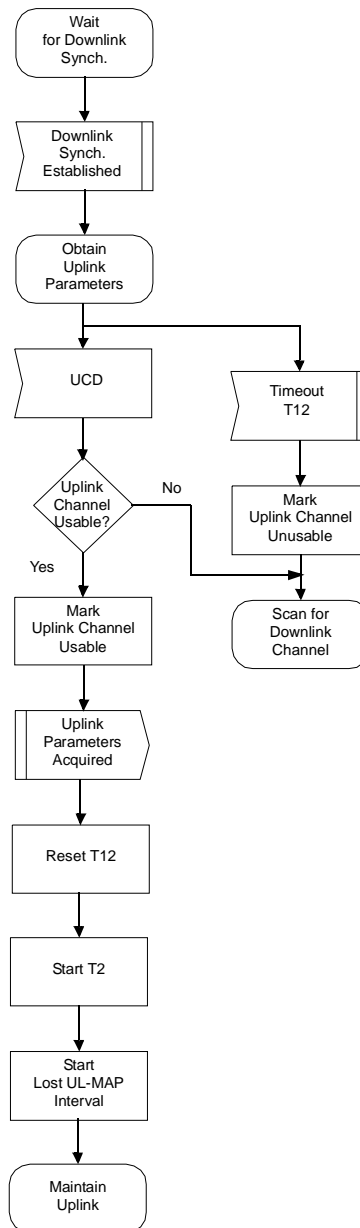 Wait
for Downlink
Synch.
Downlink
Synch.
Established
Obtain
Uplink
Parameters
UCD
Timeout
T12
Uplink
Channel
Usable?
No
Yes
Mark
Uplink Channel
Unusable
Mark
Uplink Channel
Usable
Scan for
Downlink
Channel
Uplink
Parameters
Acquired
Reset T12
Start T2
Start
Lost UL-MAP
Interval
Maintain
Uplink